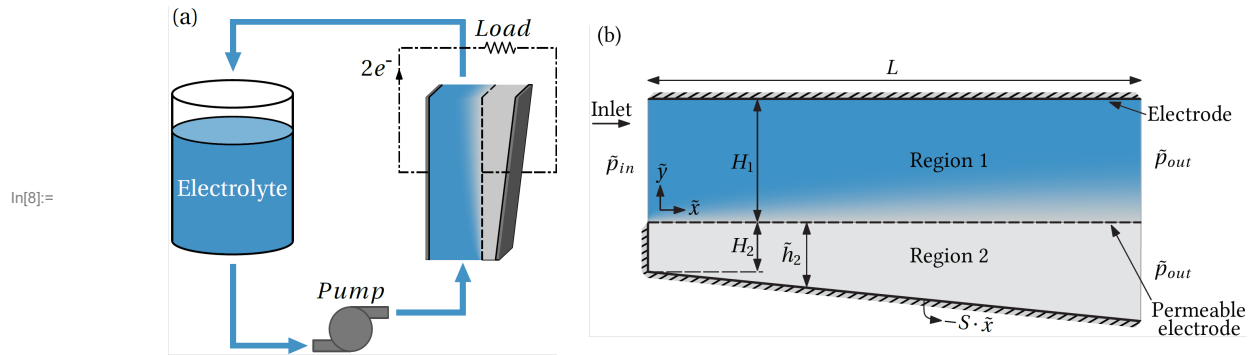 In[8]:=
(a)
Load
2e⁻
Electrolyte
Pump
(b)
L
Inlet
Electrode
p̃ᵢₙ
H₁
Region 1
p̃ₒᵤₜ
ỹ
x̃
H₂
h̃₂
Region 2
p̃ₒᵤₜ
Permeable
electrode
−S · x̃